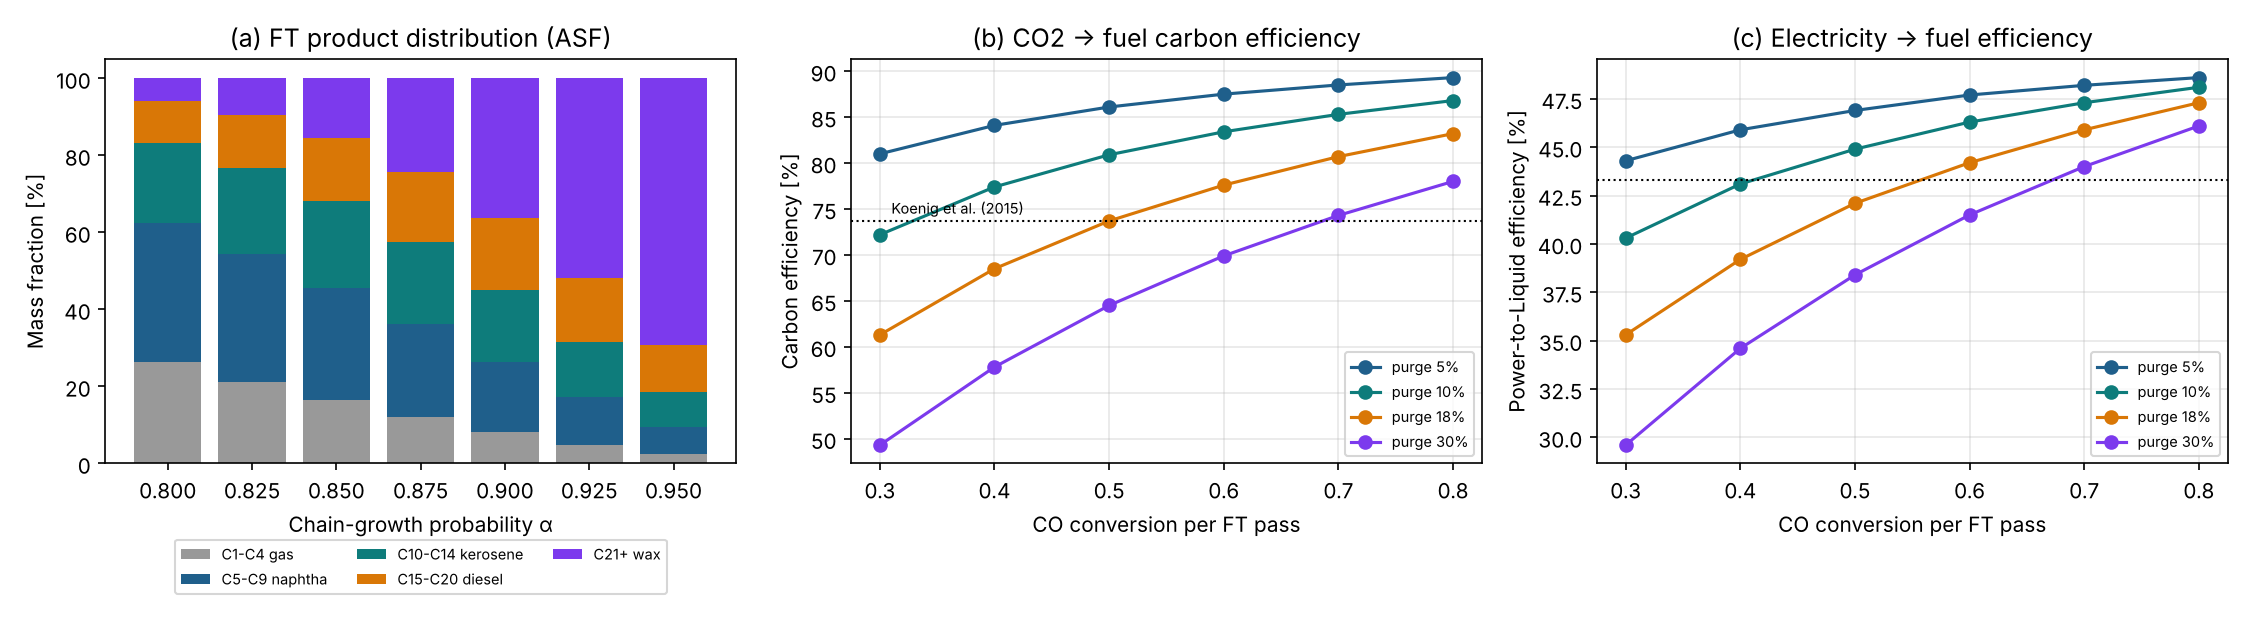 (a) FT product distribution (ASF)
Mass fraction [%]
100
80
60
40
20
0
0.800 0.825 0.850 0.875 0.900 0.925 0.950
Chain-growth probability α
C1-C4 gas
C5-C9 naphtha
C10-C14 kerosene
C15-C20 diesel
C21+ wax
(b) CO2 → fuel carbon efficiency
Carbon efficiency [%]
90
85
80
75
70
65
60
55
50
Koenig et al. (2015)
purge 5%
purge 10%
purge 18%
purge 30%
0.3 0.4 0.5 0.6 0.7 0.8
CO conversion per FT pass
(c) Electricity → fuel efficiency
Power-to-Liquid efficiency [%]
47.5
45.0
42.5
40.0
37.5
35.0
32.5
30.0
purge 5%
purge 10%
purge 18%
purge 30%
0.3 0.4 0.5 0.6 0.7 0.8
CO conversion per FT pass